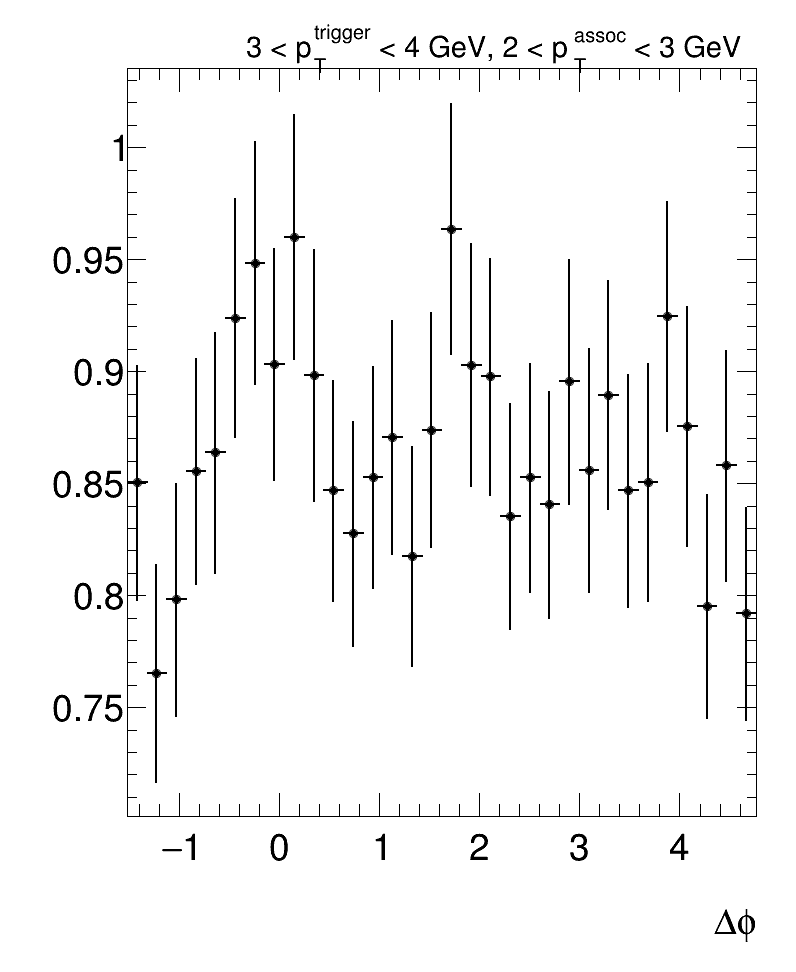 3 < p_T^trigger < 4 GeV, 2 < p_T^assoc < 3 GeV
1
0.95
0.9
0.85
0.8
0.75
−1 0 1 2 3 4
Δϕ